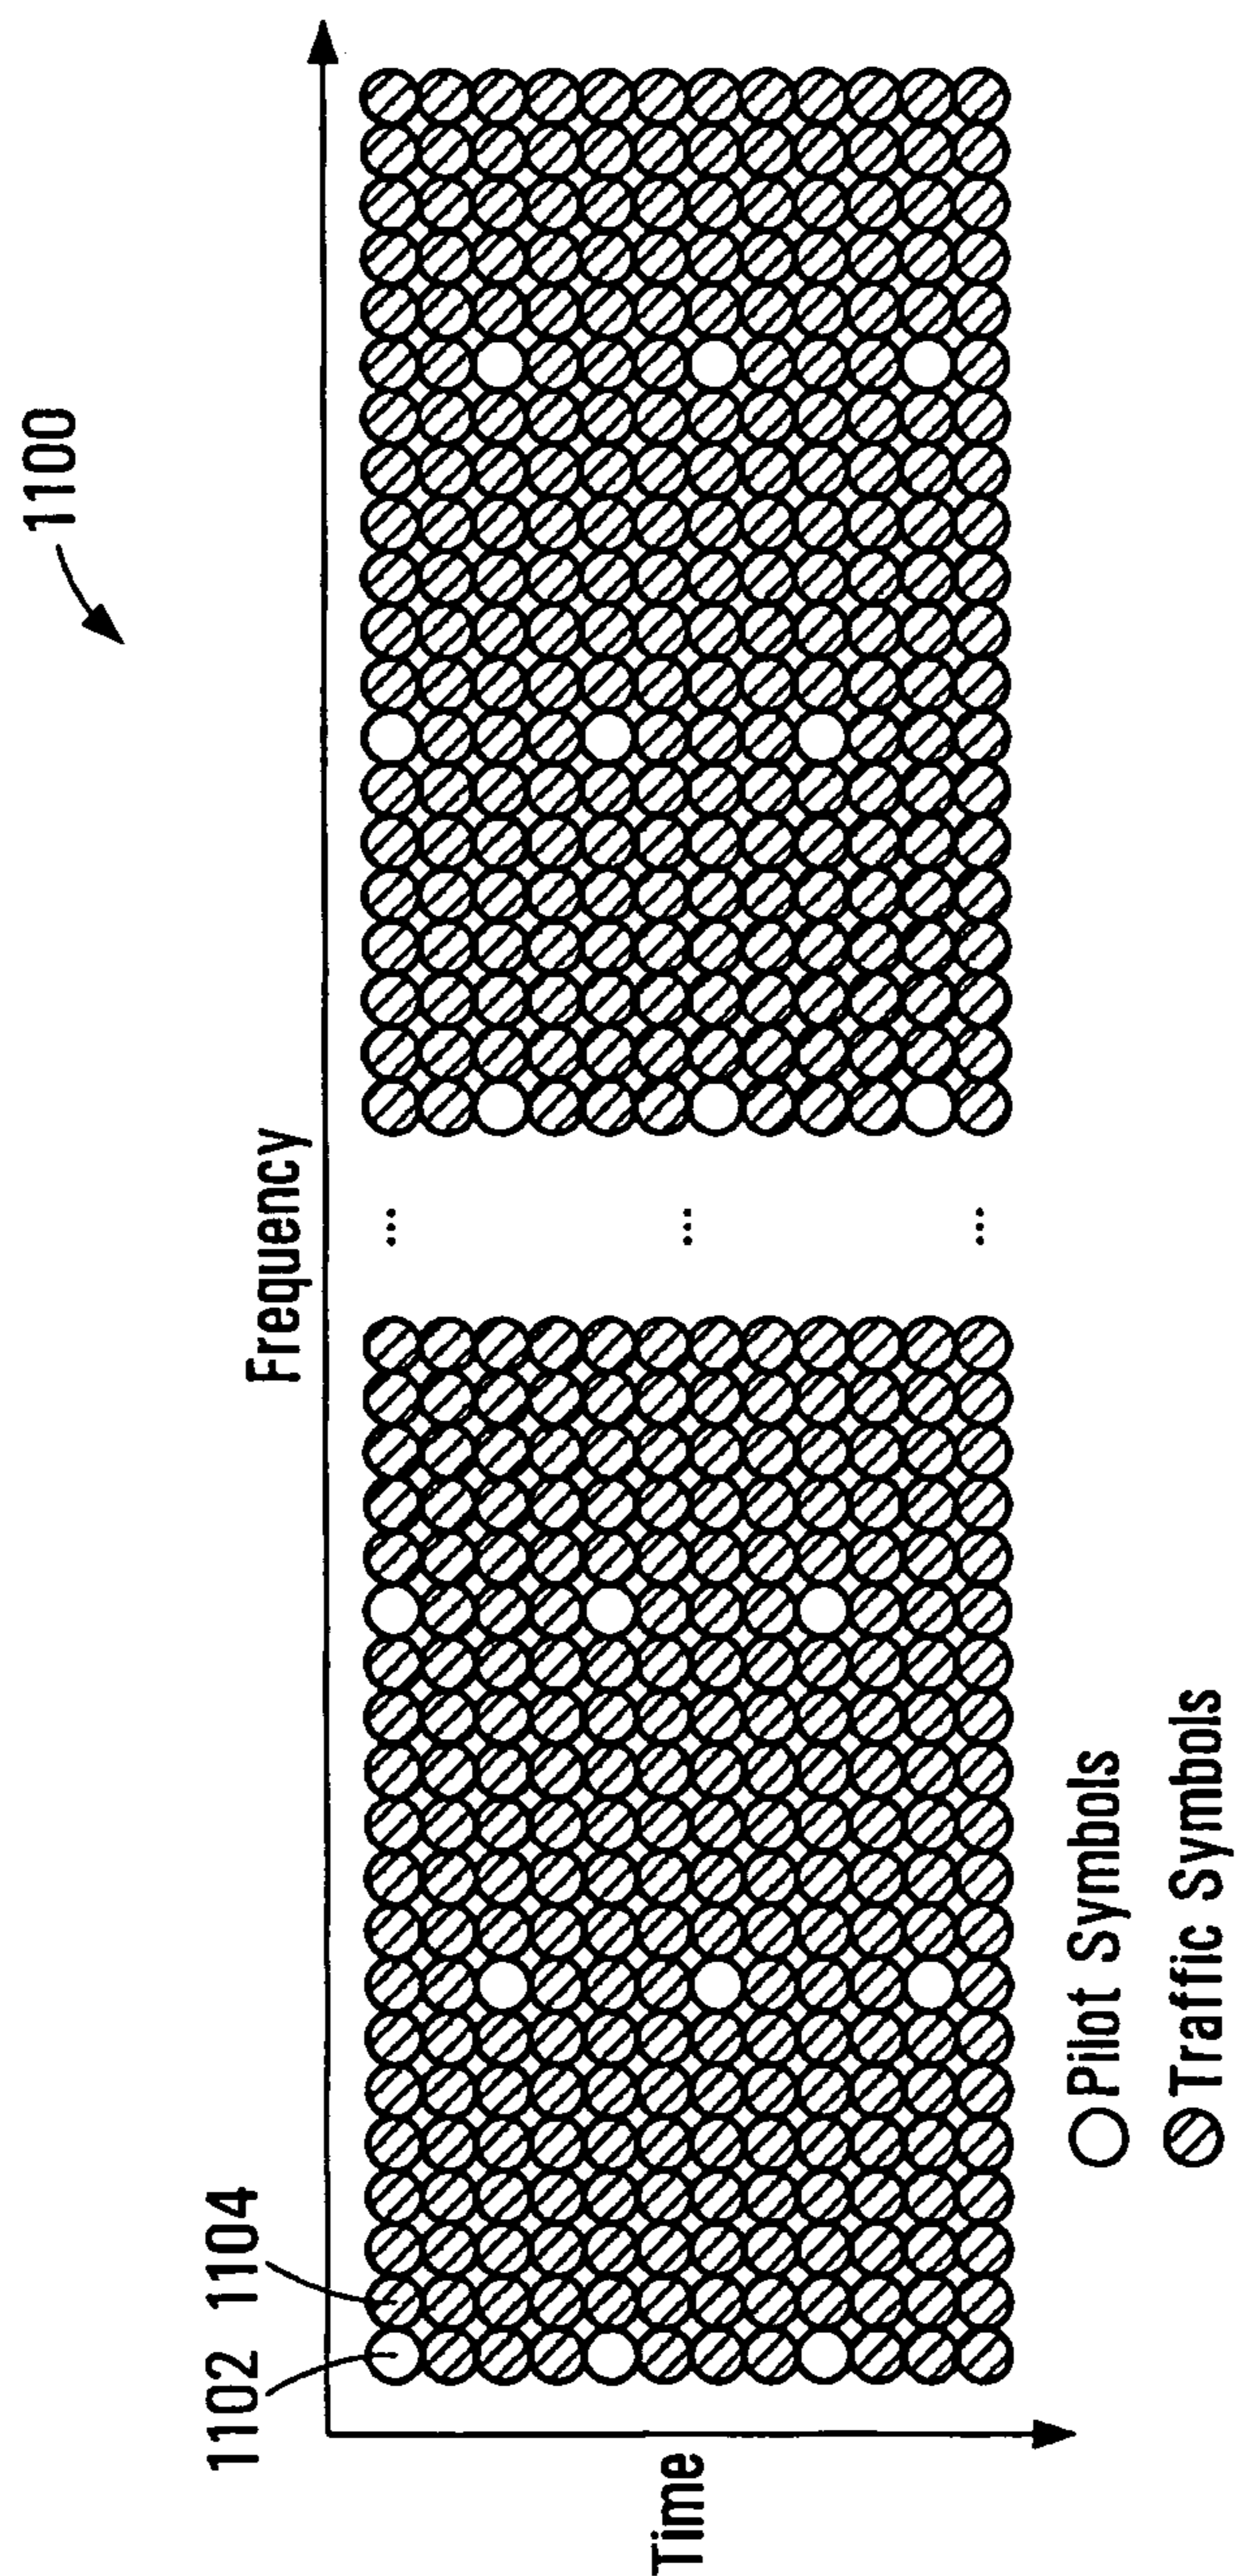 1100
Frequency
...
...
...
1102
1104
Time
Pilot Symbols
Traffic Symbols